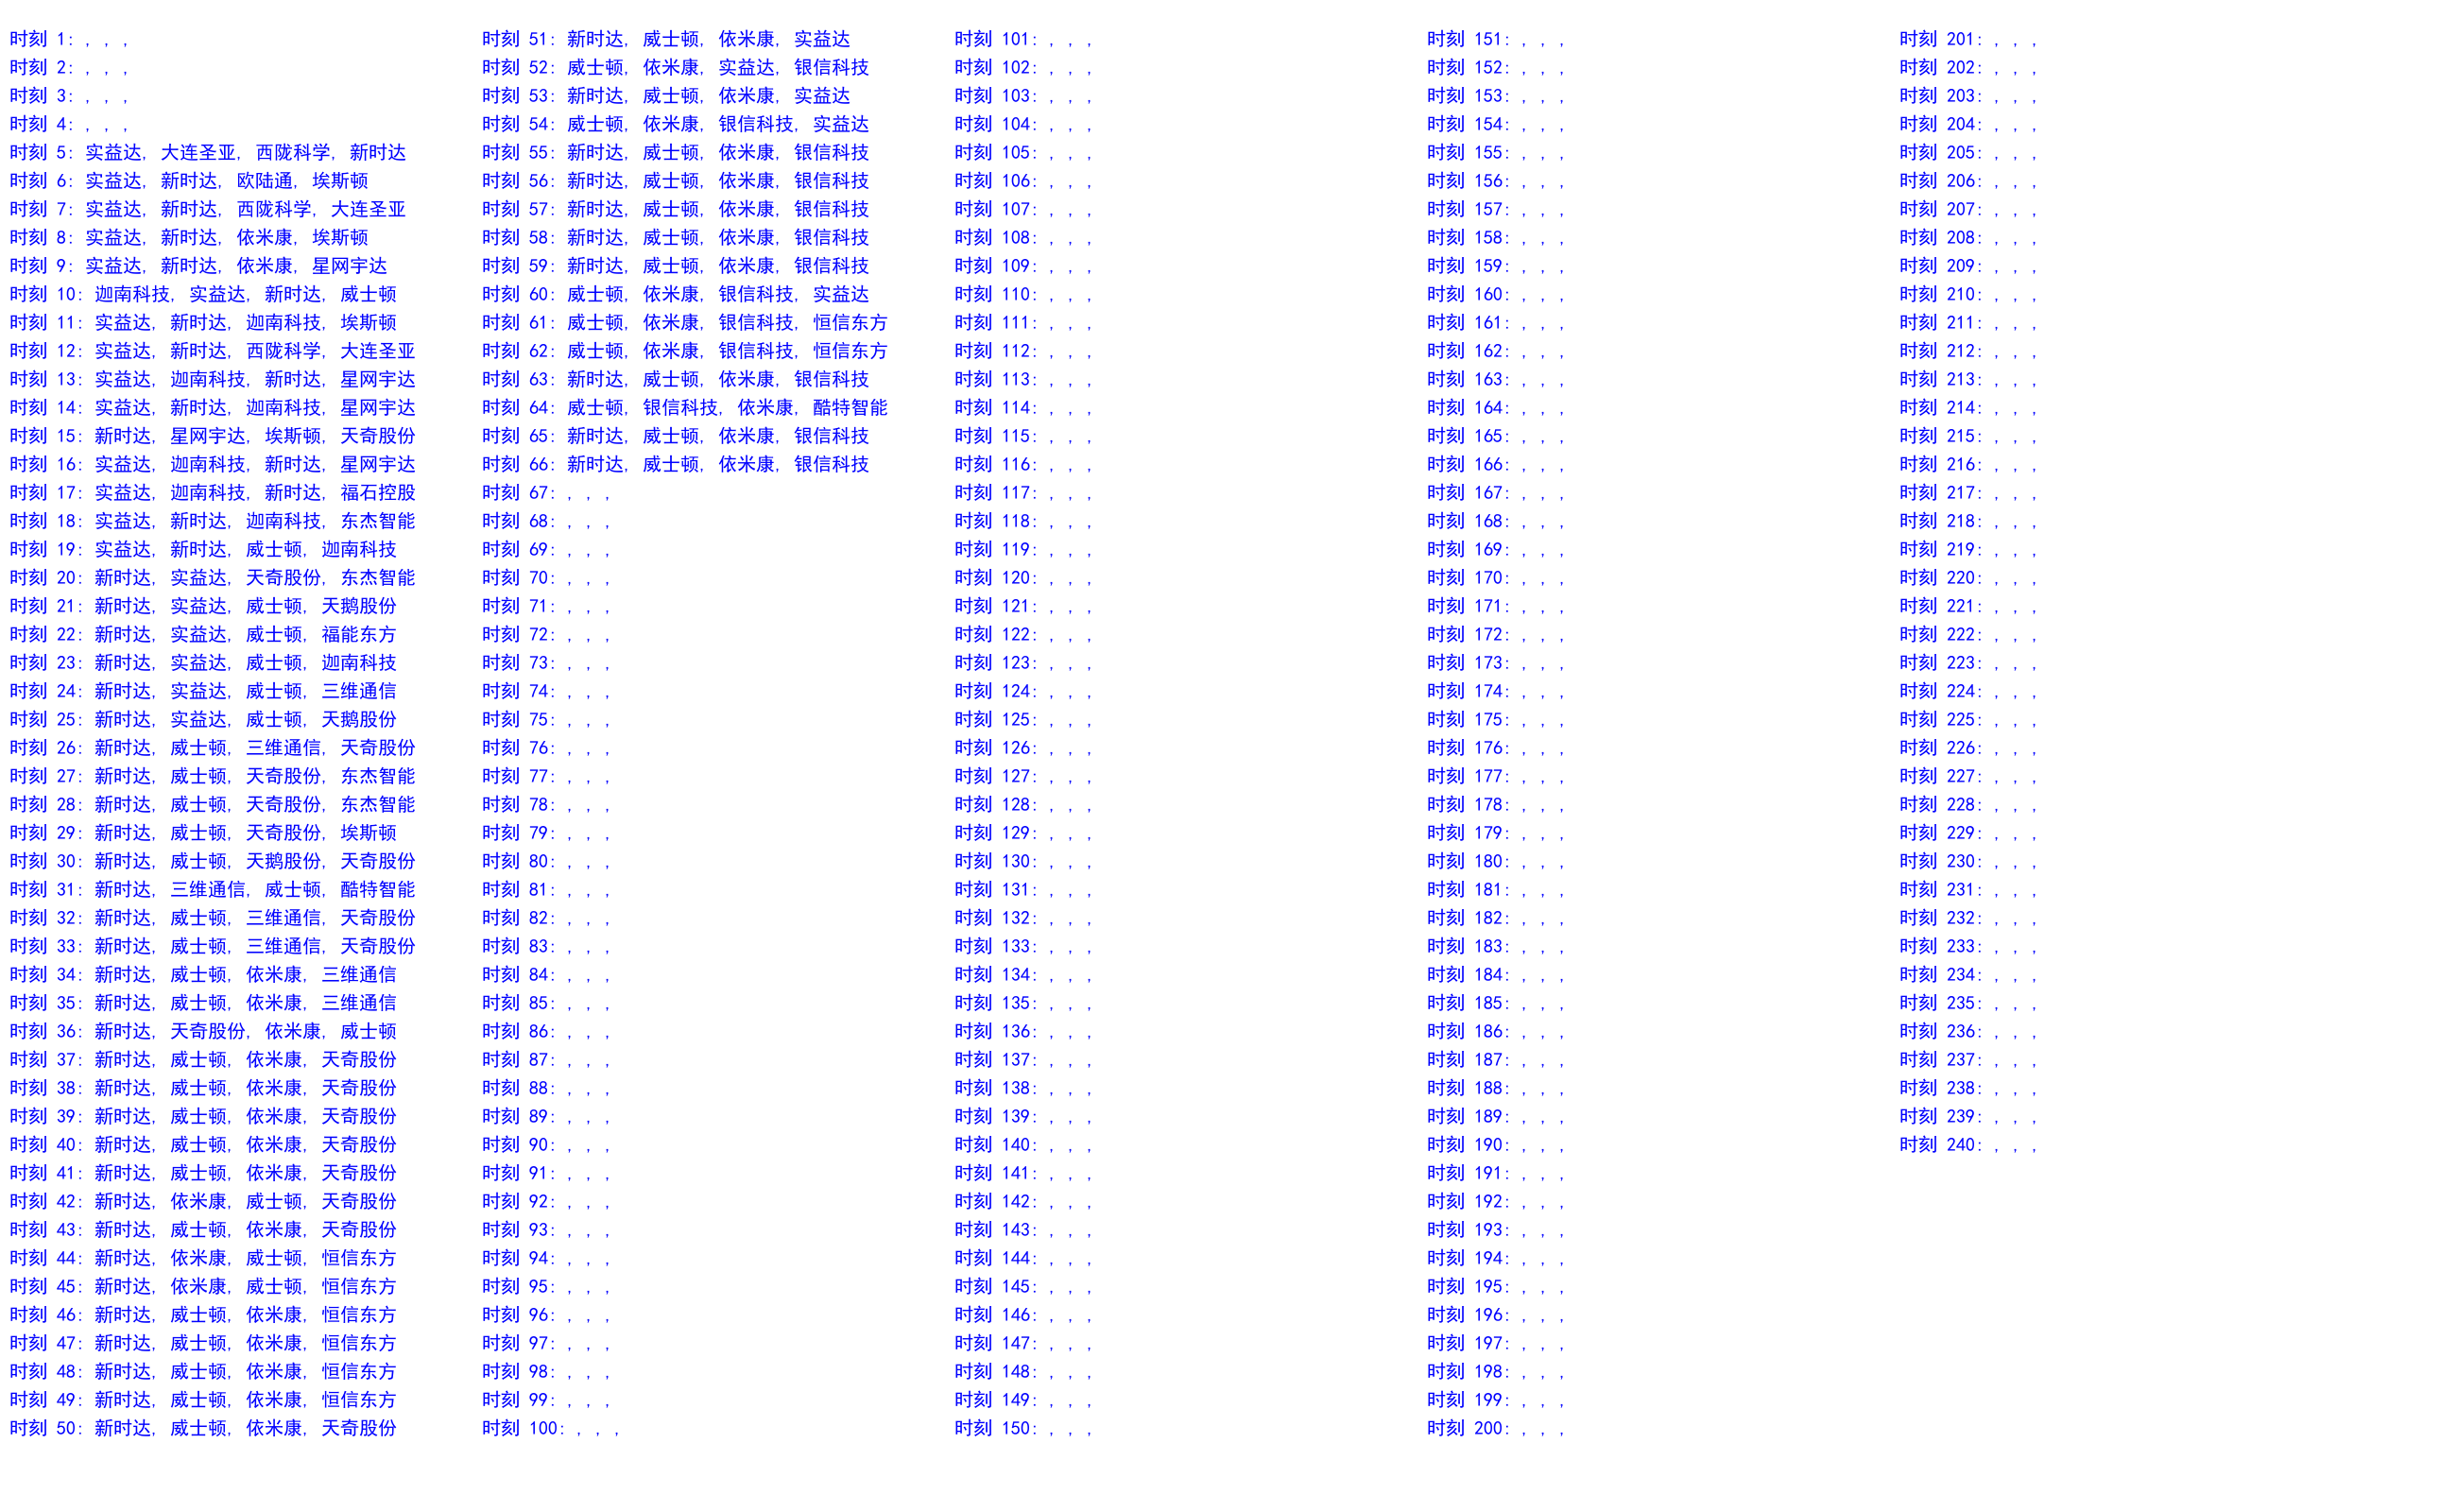 时刻 1: , , ,
时刻 2: , , ,
时刻 3: , , ,
时刻 4: , , ,
时刻 5: 实益达, 大连圣亚, 西陇科学, 新时达
时刻 6: 实益达, 新时达, 欧陆通, 埃斯顿
时刻 7: 实益达, 新时达, 西陇科学, 大连圣亚
时刻 8: 实益达, 新时达, 依米康, 埃斯顿
时刻 9: 实益达, 新时达, 依米康, 星网宇达
时刻 10: 迦南科技, 实益达, 新时达, 威士顿
时刻 11: 实益达, 新时达, 迦南科技, 埃斯顿
时刻 12: 实益达, 新时达, 西陇科学, 大连圣亚
时刻 13: 实益达, 迦南科技, 新时达, 星网宇达
时刻 14: 实益达, 新时达, 迦南科技, 星网宇达
时刻 15: 新时达, 星网宇达, 埃斯顿, 天奇股份
时刻 16: 实益达, 迦南科技, 新时达, 星网宇达
时刻 17: 实益达, 迦南科技, 新时达, 福石控股
时刻 18: 实益达, 新时达, 迦南科技, 东杰智能
时刻 19: 实益达, 新时达, 威士顿, 迦南科技
时刻 20: 新时达, 实益达, 天奇股份, 东杰智能
时刻 21: 新时达, 实益达, 威士顿, 天鹅股份
时刻 22: 新时达, 实益达, 威士顿, 福能东方
时刻 23: 新时达, 实益达, 威士顿, 迦南科技
时刻 24: 新时达, 实益达, 威士顿, 三维通信
时刻 25: 新时达, 实益达, 威士顿, 天鹅股份
时刻 26: 新时达, 威士顿, 三维通信, 天奇股份
时刻 27: 新时达, 威士顿, 天奇股份, 东杰智能
时刻 28: 新时达, 威士顿, 天奇股份, 东杰智能
时刻 29: 新时达, 威士顿, 天奇股份, 埃斯顿
时刻 30: 新时达, 威士顿, 天鹅股份, 天奇股份
时刻 31: 新时达, 三维通信, 威士顿, 酷特智能
时刻 32: 新时达, 威士顿, 三维通信, 天奇股份
时刻 33: 新时达, 威士顿, 三维通信, 天奇股份
时刻 34: 新时达, 威士顿, 依米康, 三维通信
时刻 35: 新时达, 威士顿, 依米康, 三维通信
时刻 36: 新时达, 天奇股份, 依米康, 威士顿
时刻 37: 新时达, 威士顿, 依米康, 天奇股份
时刻 38: 新时达, 威士顿, 依米康, 天奇股份
时刻 39: 新时达, 威士顿, 依米康, 天奇股份
时刻 40: 新时达, 威士顿, 依米康, 天奇股份
时刻 41: 新时达, 威士顿, 依米康, 天奇股份
时刻 42: 新时达, 依米康, 威士顿, 天奇股份
时刻 43: 新时达, 威士顿, 依米康, 天奇股份
时刻 44: 新时达, 依米康, 威士顿, 恒信东方
时刻 45: 新时达, 依米康, 威士顿, 恒信东方
时刻 46: 新时达, 威士顿, 依米康, 恒信东方
时刻 47: 新时达, 威士顿, 依米康, 恒信东方
时刻 48: 新时达, 威士顿, 依米康, 恒信东方
时刻 49: 新时达, 威士顿, 依米康, 恒信东方
时刻 50: 新时达, 威士顿, 依米康, 天奇股份
时刻 51: 新时达, 威士顿, 依米康, 实益达
时刻 52: 威士顿, 依米康, 实益达, 银信科技
时刻 53: 新时达, 威士顿, 依米康, 实益达
时刻 54: 威士顿, 依米康, 银信科技, 实益达
时刻 55: 新时达, 威士顿, 依米康, 银信科技
时刻 56: 新时达, 威士顿, 依米康, 银信科技
时刻 57: 新时达, 威士顿, 依米康, 银信科技
时刻 58: 新时达, 威士顿, 依米康, 银信科技
时刻 59: 新时达, 威士顿, 依米康, 银信科技
时刻 60: 威士顿, 依米康, 银信科技, 实益达
时刻 61: 威士顿, 依米康, 银信科技, 恒信东方
时刻 62: 威士顿, 依米康, 银信科技, 恒信东方
时刻 63: 新时达, 威士顿, 依米康, 银信科技
时刻 64: 威士顿, 银信科技, 依米康, 酷特智能
时刻 65: 新时达, 威士顿, 依米康, 银信科技
时刻 66: 新时达, 威士顿, 依米康, 银信科技
时刻 67: , , ,
时刻 68: , , ,
时刻 69: , , ,
时刻 70: , , ,
时刻 71: , , ,
时刻 72: , , ,
时刻 73: , , ,
时刻 74: , , ,
时刻 75: , , ,
时刻 76: , , ,
时刻 77: , , ,
时刻 78: , , ,
时刻 79: , , ,
时刻 80: , , ,
时刻 81: , , ,
时刻 82: , , ,
时刻 83: , , ,
时刻 84: , , ,
时刻 85: , , ,
时刻 86: , , ,
时刻 87: , , ,
时刻 88: , , ,
时刻 89: , , ,
时刻 90: , , ,
时刻 91: , , ,
时刻 92: , , ,
时刻 93: , , ,
时刻 94: , , ,
时刻 95: , , ,
时刻 96: , , ,
时刻 97: , , ,
时刻 98: , , ,
时刻 99: , , ,
时刻 100: , , ,
时刻 101: , , ,
时刻 102: , , ,
时刻 103: , , ,
时刻 104: , , ,
时刻 105: , , ,
时刻 106: , , ,
时刻 107: , , ,
时刻 108: , , ,
时刻 109: , , ,
时刻 110: , , ,
时刻 111: , , ,
时刻 112: , , ,
时刻 113: , , ,
时刻 114: , , ,
时刻 115: , , ,
时刻 116: , , ,
时刻 117: , , ,
时刻 118: , , ,
时刻 119: , , ,
时刻 120: , , ,
时刻 121: , , ,
时刻 122: , , ,
时刻 123: , , ,
时刻 124: , , ,
时刻 125: , , ,
时刻 126: , , ,
时刻 127: , , ,
时刻 128: , , ,
时刻 129: , , ,
时刻 130: , , ,
时刻 131: , , ,
时刻 132: , , ,
时刻 133: , , ,
时刻 134: , , ,
时刻 135: , , ,
时刻 136: , , ,
时刻 137: , , ,
时刻 138: , , ,
时刻 139: , , ,
时刻 140: , , ,
时刻 141: , , ,
时刻 142: , , ,
时刻 143: , , ,
时刻 144: , , ,
时刻 145: , , ,
时刻 146: , , ,
时刻 147: , , ,
时刻 148: , , ,
时刻 149: , , ,
时刻 150: , , ,
时刻 151: , , ,
时刻 152: , , ,
时刻 153: , , ,
时刻 154: , , ,
时刻 155: , , ,
时刻 156: , , ,
时刻 157: , , ,
时刻 158: , , ,
时刻 159: , , ,
时刻 160: , , ,
时刻 161: , , ,
时刻 162: , , ,
时刻 163: , , ,
时刻 164: , , ,
时刻 165: , , ,
时刻 166: , , ,
时刻 167: , , ,
时刻 168: , , ,
时刻 169: , , ,
时刻 170: , , ,
时刻 171: , , ,
时刻 172: , , ,
时刻 173: , , ,
时刻 174: , , ,
时刻 175: , , ,
时刻 176: , , ,
时刻 177: , , ,
时刻 178: , , ,
时刻 179: , , ,
时刻 180: , , ,
时刻 181: , , ,
时刻 182: , , ,
时刻 183: , , ,
时刻 184: , , ,
时刻 185: , , ,
时刻 186: , , ,
时刻 187: , , ,
时刻 188: , , ,
时刻 189: , , ,
时刻 190: , , ,
时刻 191: , , ,
时刻 192: , , ,
时刻 193: , , ,
时刻 194: , , ,
时刻 195: , , ,
时刻 196: , , ,
时刻 197: , , ,
时刻 198: , , ,
时刻 199: , , ,
时刻 200: , , ,
时刻 201: , , ,
时刻 202: , , ,
时刻 203: , , ,
时刻 204: , , ,
时刻 205: , , ,
时刻 206: , , ,
时刻 207: , , ,
时刻 208: , , ,
时刻 209: , , ,
时刻 210: , , ,
时刻 211: , , ,
时刻 212: , , ,
时刻 213: , , ,
时刻 214: , , ,
时刻 215: , , ,
时刻 216: , , ,
时刻 217: , , ,
时刻 218: , , ,
时刻 219: , , ,
时刻 220: , , ,
时刻 221: , , ,
时刻 222: , , ,
时刻 223: , , ,
时刻 224: , , ,
时刻 225: , , ,
时刻 226: , , ,
时刻 227: , , ,
时刻 228: , , ,
时刻 229: , , ,
时刻 230: , , ,
时刻 231: , , ,
时刻 232: , , ,
时刻 233: , , ,
时刻 234: , , ,
时刻 235: , , ,
时刻 236: , , ,
时刻 237: , , ,
时刻 238: , , ,
时刻 239: , , ,
时刻 240: , , ,